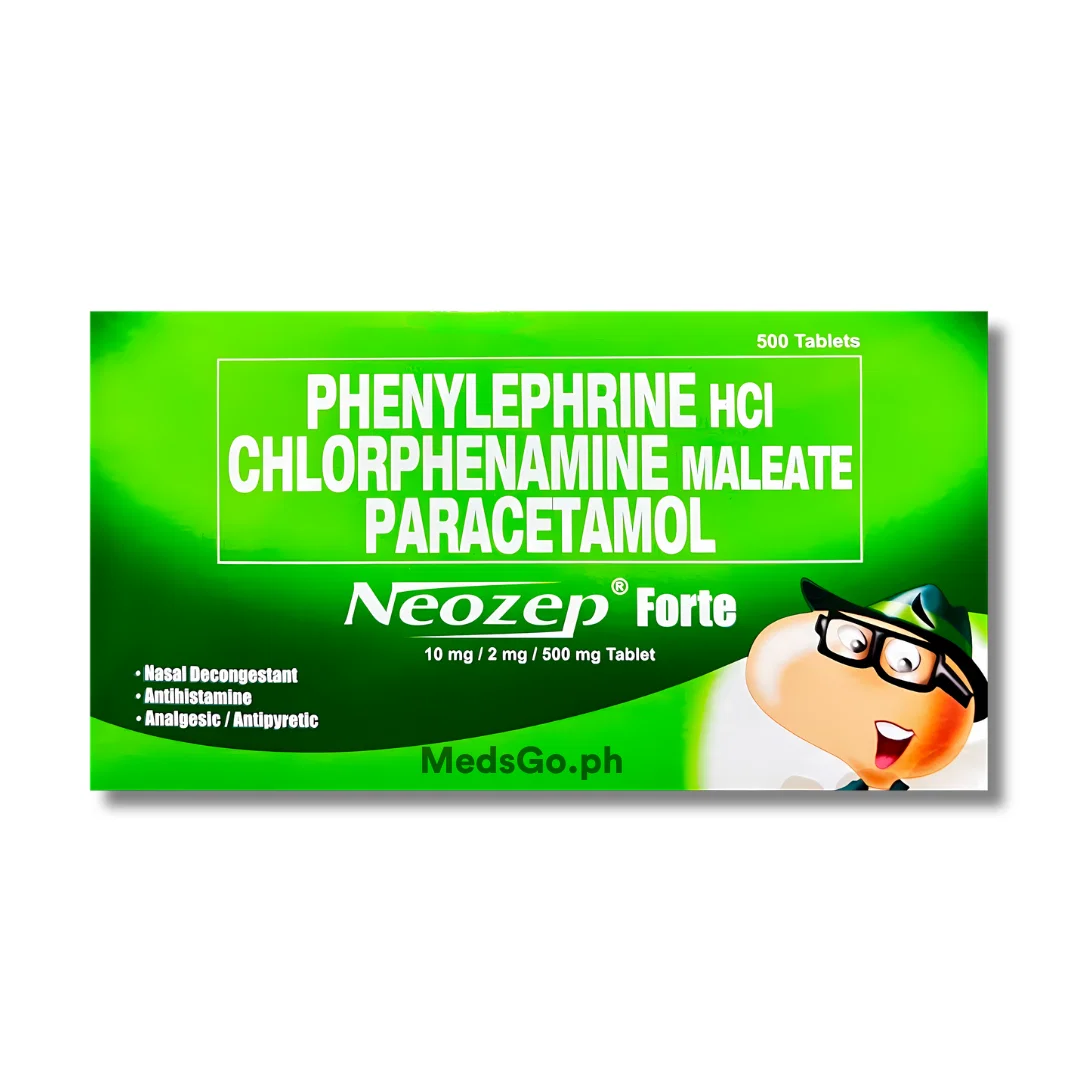 500 Tablets
PHENYLEPHRINE HCl
CHLORPHENAMINE MALEATE
PARACETAMOL
Neozep® Forte
10 mg / 2 mg / 500 mg Tablet
• Nasal Decongestant
• Antihistamine
• Analgesic / Antipyretic
MedsGo.ph